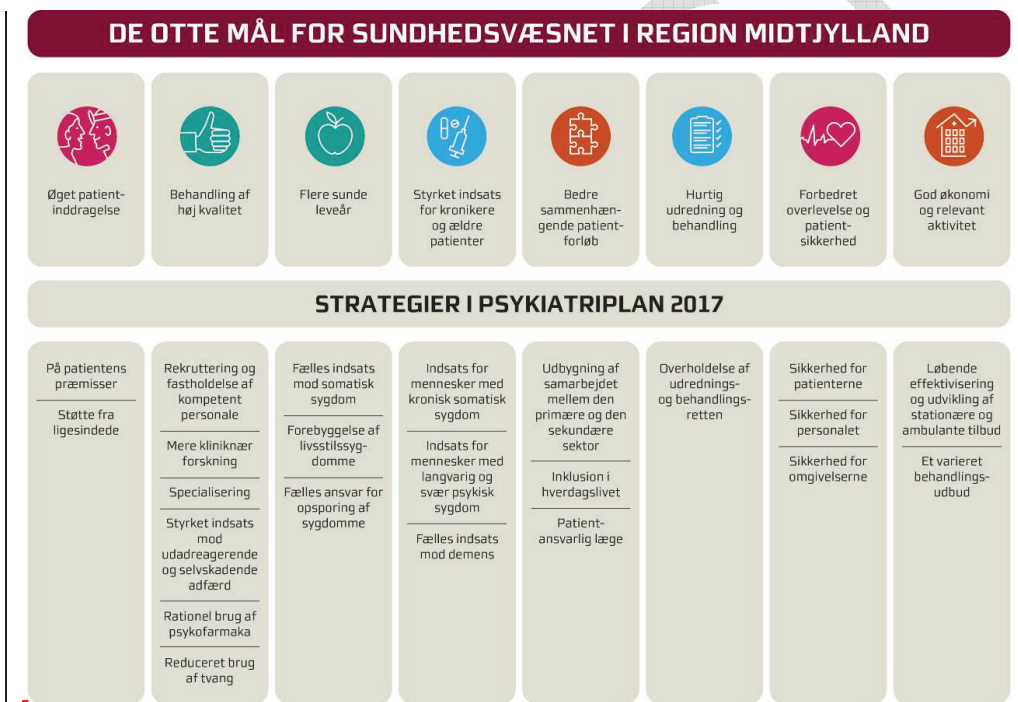 DE OTTE MÅL FOR SUNDHEDSVÆSNET I REGION MIDTJYLLAND
Øget patient-
inddragelse
Behandling af
høj kvalitet
Flere sunde
leveår
Styrket indsats
for kronikere
og ældre
patienter
Bedre
sammenhæn-
gende patient-
forløb
Hurtig
udredning og
behandling
Forbedret
overlevelse og
patient-
sikkerhed
God økonomi
og relevant
aktivitet
STRATEGIER I PSYKIATRIPLAN 2017
På patientens
præmisser
Støtte fra
ligesindede
Rekruttering og
fastholdelse af
kompetent
personale
Mere kliniknær
forskning
Specialisering
Styrket indsats
mod
udadreagerende
og selvskadende
adfærd
Rationel brug af
psykofarmaka
Reduceret brug
af tvang
Fælles indsats
mod somatisk
sygdom
Forebyggelse af
livsstilssyg-
domme
Fælles ansvar for
opsporing af
sygdomme
Indsats for
mennesker med
kronisk somatisk
sygdom
Indsats for
mennesker med
langvarig og
svær psykisk
sygdom
Fælles indsats
mod demens
Udbygning af
samarbejdet
mellem den
primære og den
sekundære
sektor
Inklusion i
hverdagslivet
Patient-
ansvarlig læge
Overholdelse af
udrednings-
og behandlings-
retten
Sikkerhed for
patienterne
Sikkerhed for
personalet
Sikkerhed for
omgivelserne
Løbende
effektivisering
og udvikling af
stationære og
ambulante tilbud
Et varieret
behandlings-
udbud